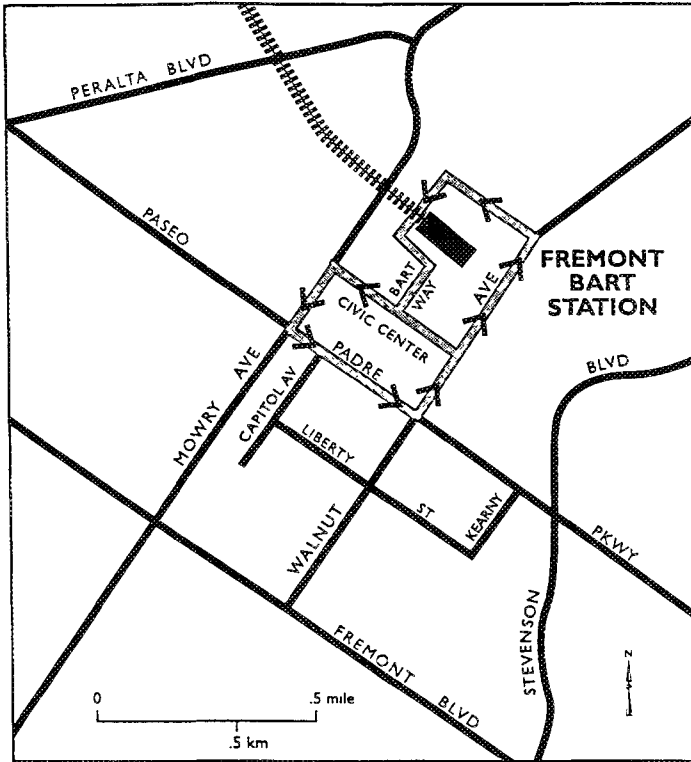 PERALTA BLVD
PASEO
PADRE
PKWY
FREMONT
BART
STATION
BART
WAY
AVE
CIVIC CENTER
BLVD
STEVENSON
MOWRY AVE
CAPITOL AV
LIBERTY ST
KEARNY
WALNUT
FREMONT BLVD
N
S
0 .5 mile
.5 km